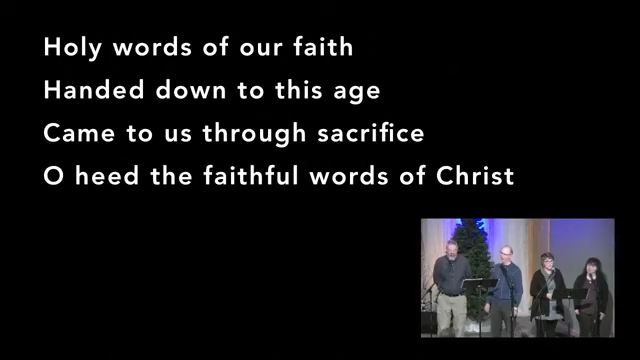 Holy words of our faith
Handed down to this age
Came to us through sacrifice
O heed the faithful words of Christ